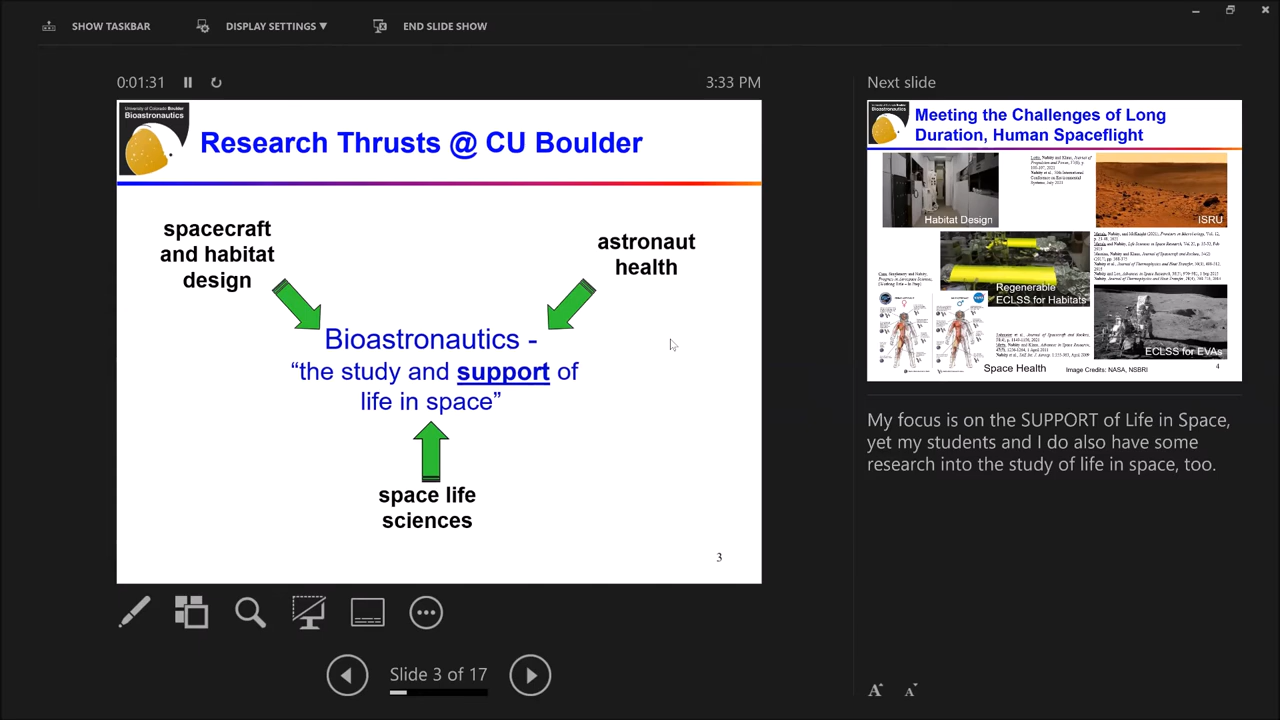 SHOW TASKBAR
DISPLAY SETTINGS ▼
END SLIDE SHOW
0:01:31
3:33 PM
University of Colorado Boulder
Bioastronautics
Research Thrusts @ CU Boulder
spacecraft
and habitat
design
astronaut
health
Bioastronautics -
“the study and support of
life in space”
space life
sciences
3
Slide 3 of 17
Next slide
Bioastronautics
Meeting the Challenges of Long
Duration, Human Spaceflight
Habitat Design
ISRU
Regenerable
ECLSS for Habitats
ECLSS for EVAs
Space Health
Image Credits: NASA, NSBRI
4
My focus is on the SUPPORT of Life in Space,
yet my students and I do also have some
research into the study of life in space, too.
A
A